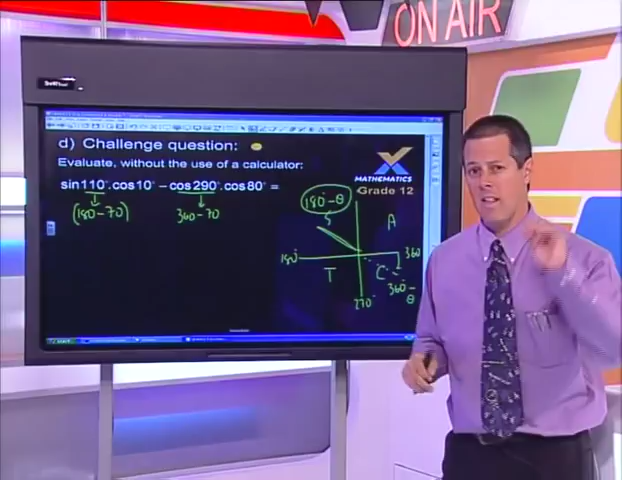 ON AIR
d) Challenge question:
Evaluate, without the use of a calculator:
sin110°.cos10° – cos290°.cos80° =
(180-70)
360-70
MATHEMATICS
Grade 12
180°-θ
S
A
180°
360
T
C
360-
θ
270°